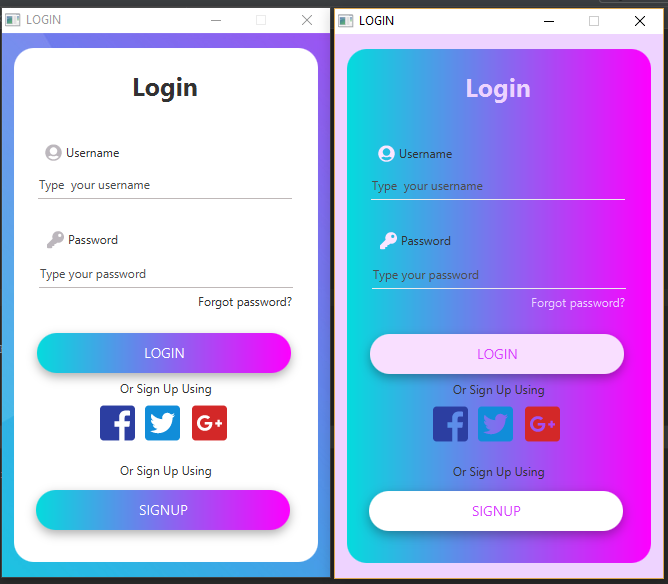 LOGIN
Login
Username
Type  your username
Password
Type your password
Forgot password?
LOGIN
Or Sign Up Using
G+
Or Sign Up Using
SIGNUP
LOGIN
Login
Username
Type  your username
Password
Type your password
Forgot password?
LOGIN
Or Sign Up Using
G+
Or Sign Up Using
SIGNUP